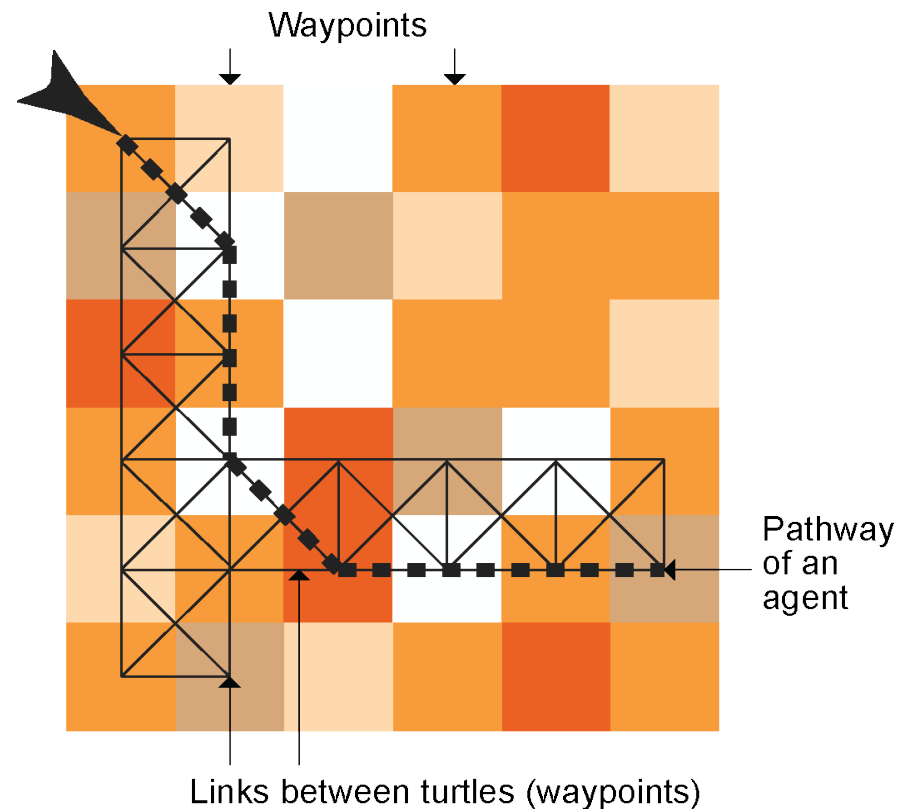 Waypoints
Pathway
of an
agent
Links between turtles (waypoints)